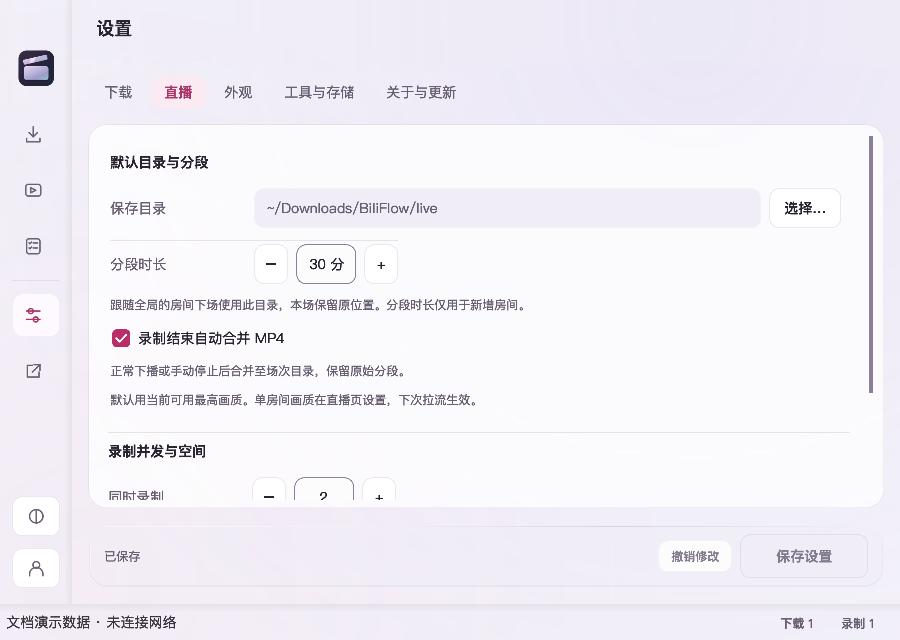 设置
下载 直播 外观 工具与存储 关于与更新
默认目录与分段
保存目录 ~/Downloads/BiliFlow/live 选择...
分段时长 − 30 分 +
跟随全局的房间下场使用此目录，本场保留原位置。分段时长仅用于新增房间。
录制结束自动合并 MP4
正常下播或手动停止后合并至场次目录，保留原始分段。
默认用当前可用最高画质。单房间画质在直播页设置，下次拉流生效。
录制并发与空间
同时录制 − 2 +
已保存 撤销修改 保存设置
文档演示数据 · 未连接网络 下载 1 录制 1